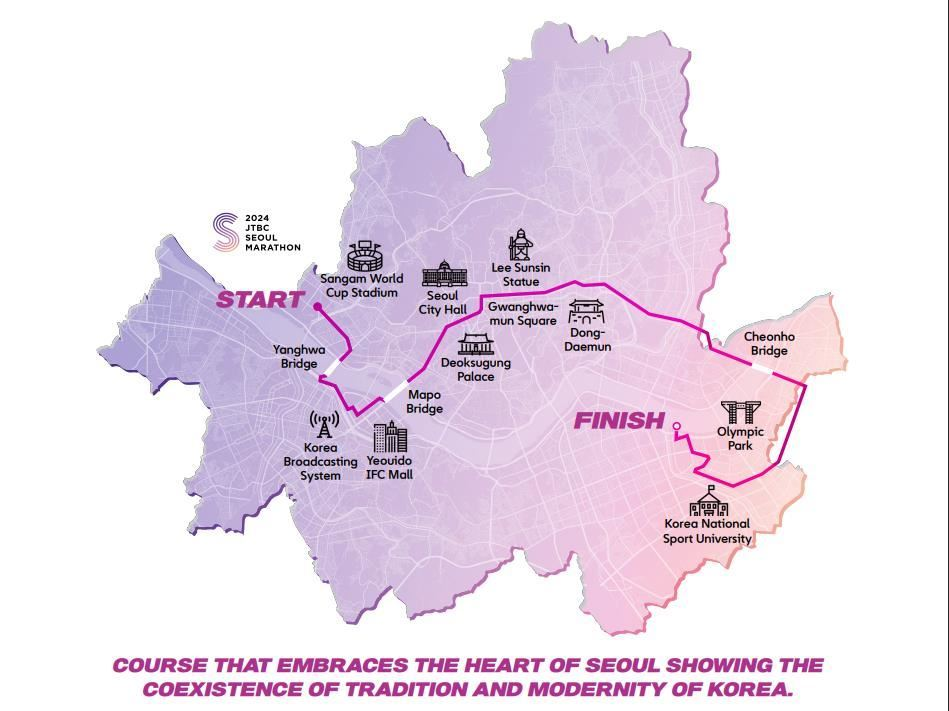 2024
JTBC
SEOUL
MARATHON
Lee Sunsin
Statue
Sangam World
Cup Stadium
START
Seoul
City Hall
Gwanghwa-
mun Square
Dong-
Daemun
Cheonho
Bridge
Yanghwa
Bridge
Deoksugung
Palace
Mapo
Bridge
FINISH
Olympic
Park
Korea
Broadcasting
System
Yeouido
IFC Mall
Korea National
Sport University
COURSE THAT EMBRACES THE HEART OF SEOUL SHOWING THE
COEXISTENCE OF TRADITION AND MODERNITY OF KOREA.